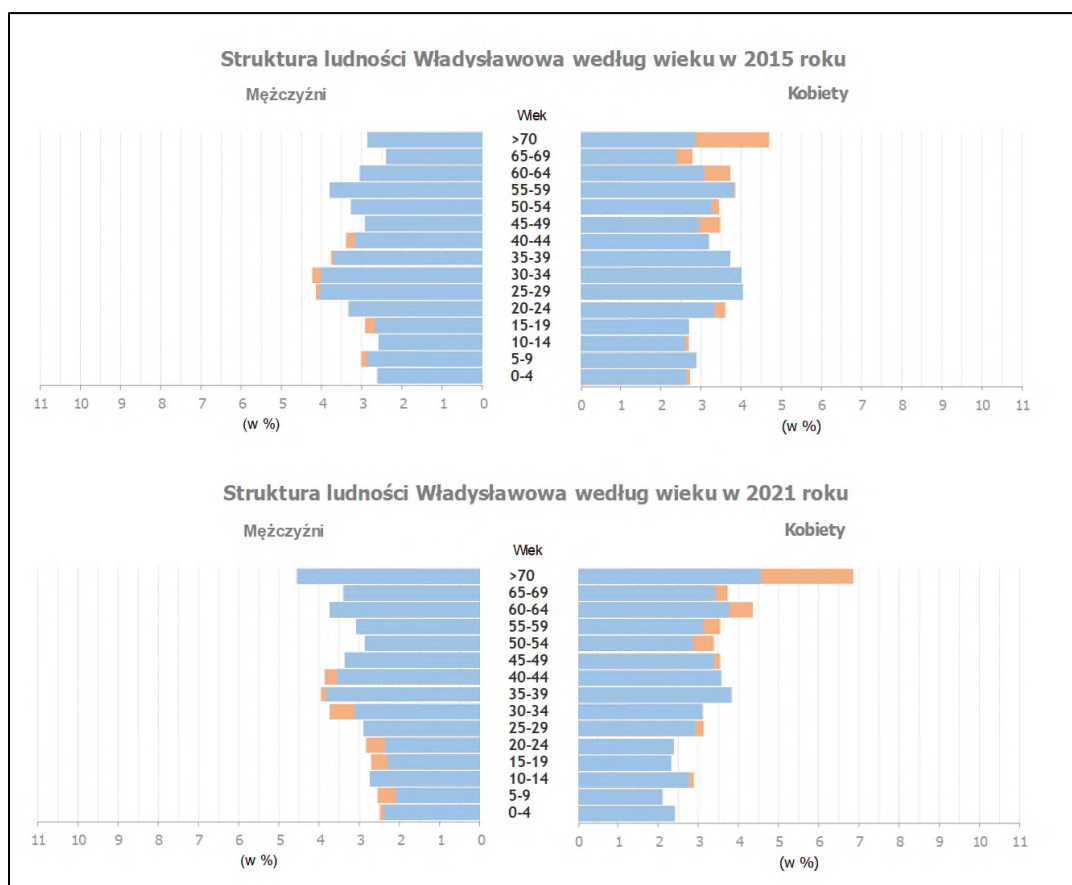 Struktura ludności Władysławowa według wieku w 2015 roku
Mężczyźni
Kobiety
Wiek
>70
65-69
60-64
55-59
50-54
45-49
40-44
35-39
30-34
25-29
20-24
15-19
10-14
5-9
0-4
11 10 9 8 7 6 5 4 3 2 1 0
0 1 2 3 4 5 6 7 8 9 10 11
(w %)
(w %)
Struktura ludności Władysławowa według wieku w 2021 roku
Mężczyźni
Kobiety
Wiek
>70
65-69
60-64
55-59
50-54
45-49
40-44
35-39
30-34
25-29
20-24
15-19
10-14
5-9
0-4
11 10 9 8 7 6 5 4 3 2 1 0
0 1 2 3 4 5 6 7 8 9 10 11
(w %)
(w %)